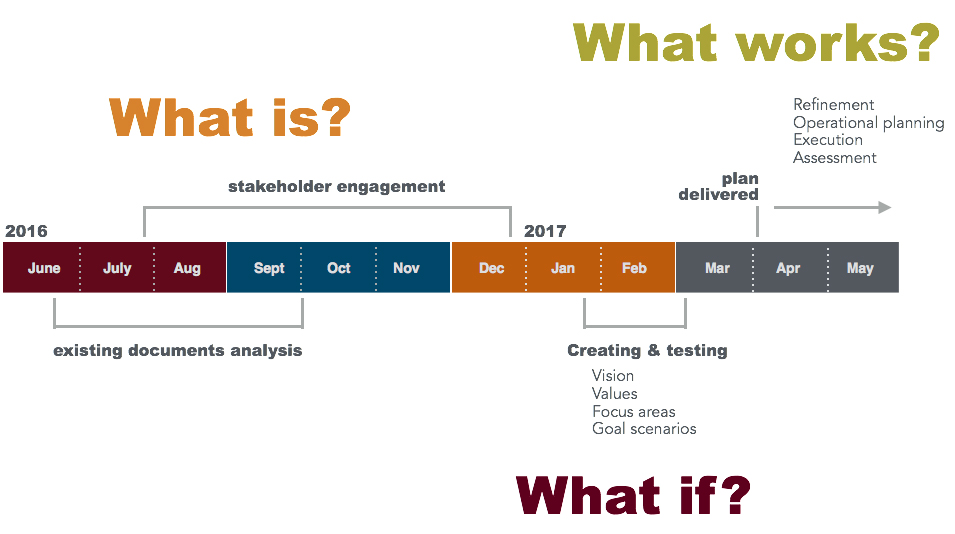 What works?
What is?
Refinement
Operational planning
Execution
Assessment
stakeholder engagement
plan
delivered
2016
2017
June July Aug Sept Oct Nov Dec Jan Feb Mar Apr May
existing documents analysis
Creating & testing
Vision
Values
Focus areas
Goal scenarios
What if?